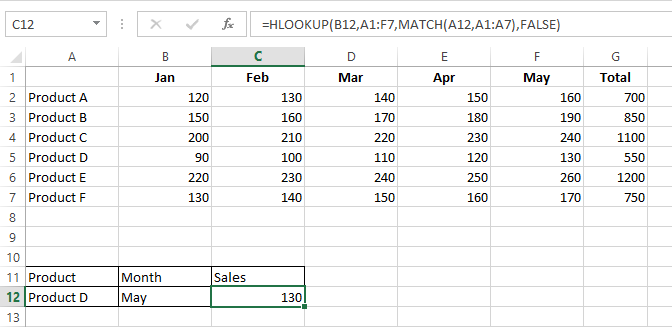 C12 fx =HLOOKUP(B12,A1:F7,MATCH(A12,A1:A7),FALSE)
A B C D E F G
1 Jan Feb Mar Apr May Total
2 Product A 120 130 140 150 160 700
3 Product B 150 160 170 180 190 850
4 Product C 200 210 220 230 240 1100
5 Product D 90 100 110 120 130 550
6 Product E 220 230 240 250 260 1200
7 Product F 130 140 150 160 170 750
8
9
10
11 Product Month Sales
12 Product D May 130
13